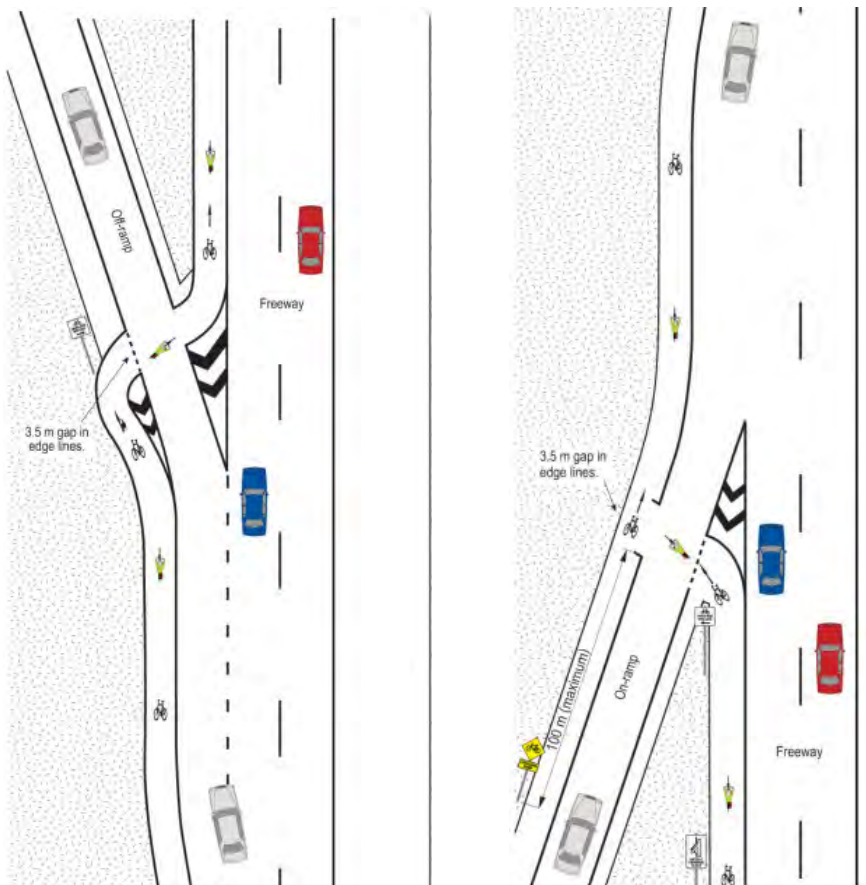 Off-ramp
Freeway
3.5 m gap in
edge lines.
3.5 m gap in
edge lines.
100 m (maximum)
On-ramp
Freeway